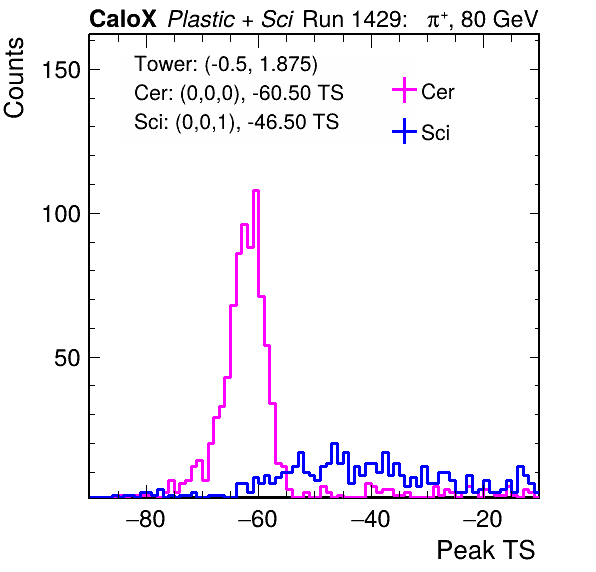 CaloX Plastic + Sci Run 1429: π⁺, 80 GeV
Counts
Tower: (-0.5, 1.875)
Cer: (0,0,0), -60.50 TS
Sci: (0,0,1), -46.50 TS
Cer
Sci
150
100
50
−80 −60 −40 −20
Peak TS